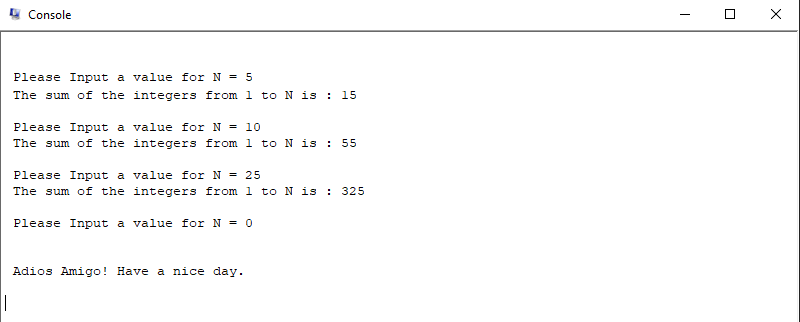 Console
Please Input a value for N = 5
The sum of the integers from 1 to N is : 15
Please Input a value for N = 10
The sum of the integers from 1 to N is : 55
Please Input a value for N = 25
The sum of the integers from 1 to N is : 325
Please Input a value for N = 0
Adios Amigo! Have a nice day.